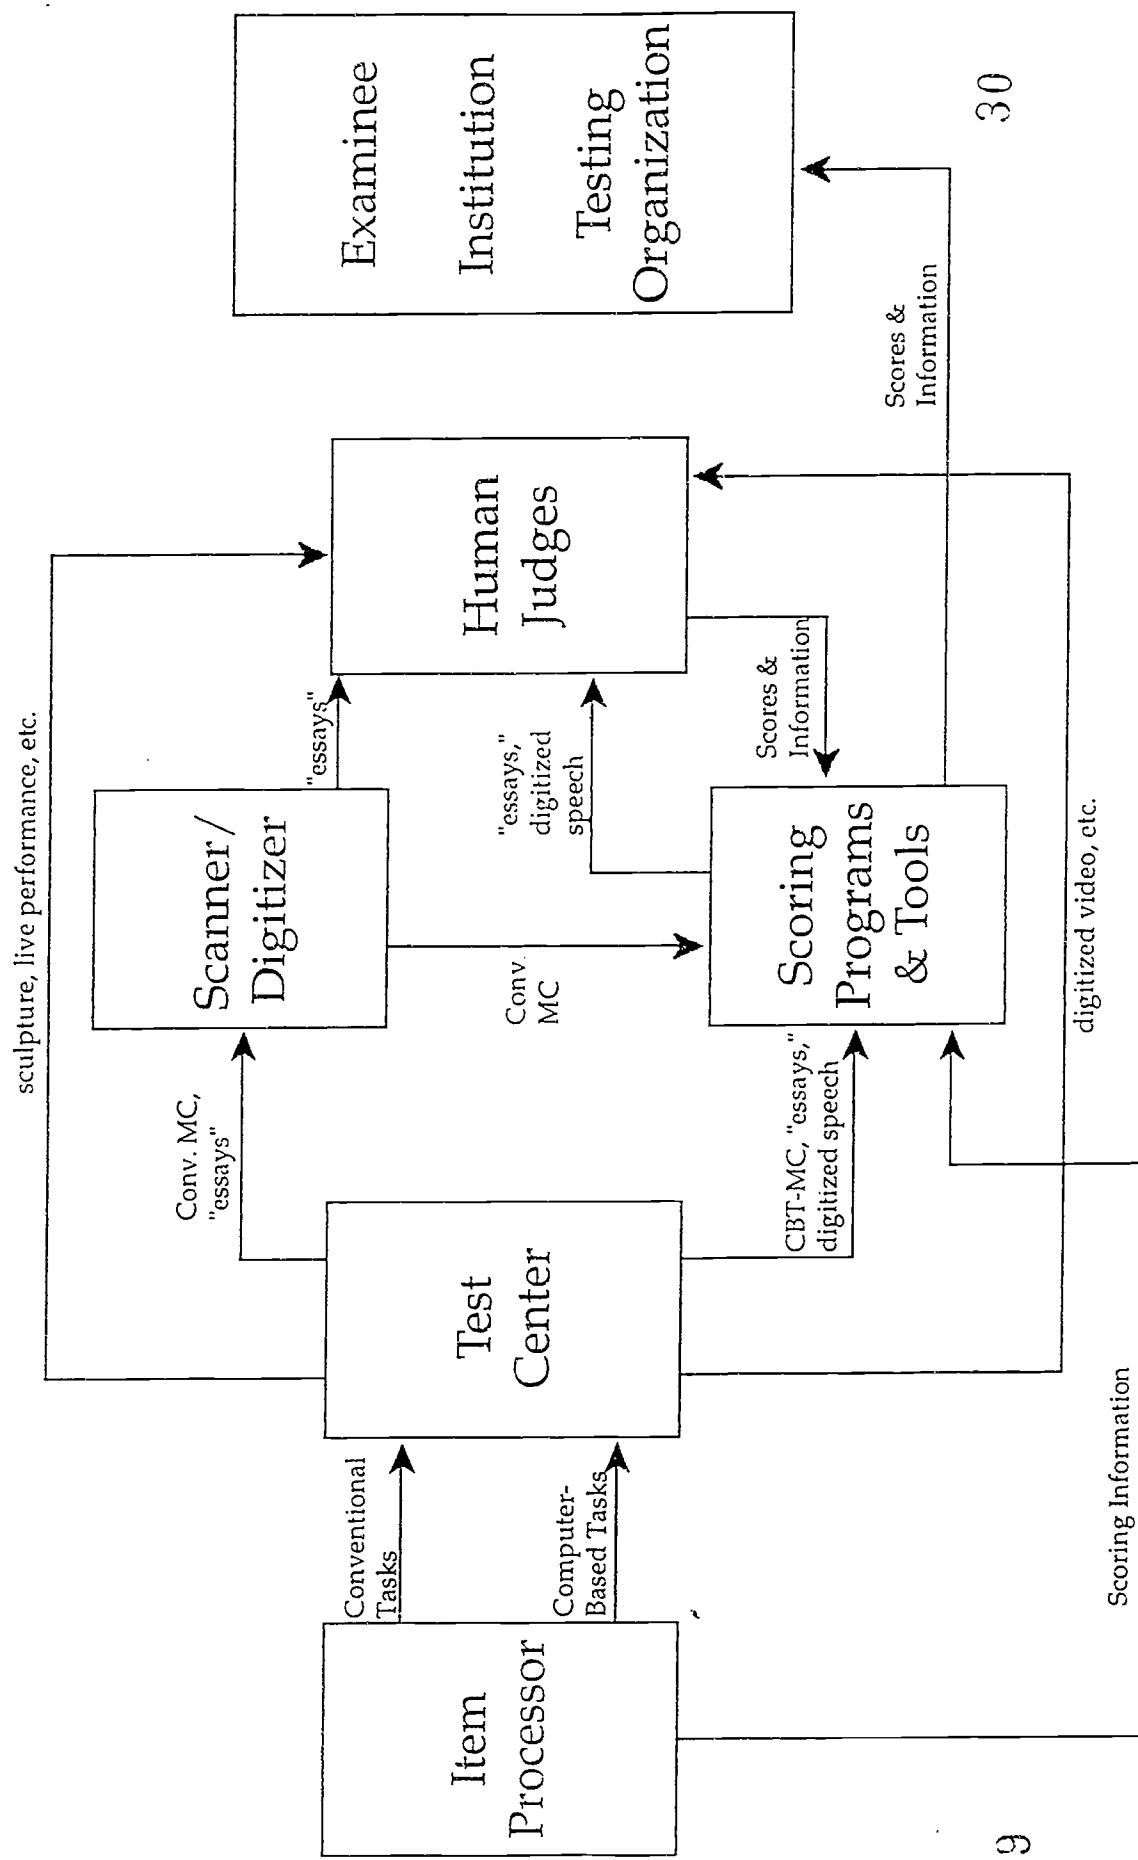 sculpture, live performance, etc.
Conv. MC,
"essays"
Scanner/
Digitizer
"essays"
Conventional
Tasks
Item
Processor
Computer-
Based Tasks
Test
Center
Conv.
MC
"essays,"
digitized
speech
Human
Judges
Examinee
Institution
Testing
Organization
CBT-MC, "essays,"
digitized speech
Scoring
Programs
& Tools
Scores &
Information
Scores &
Information
digitized video, etc.
Scoring Information
9
30